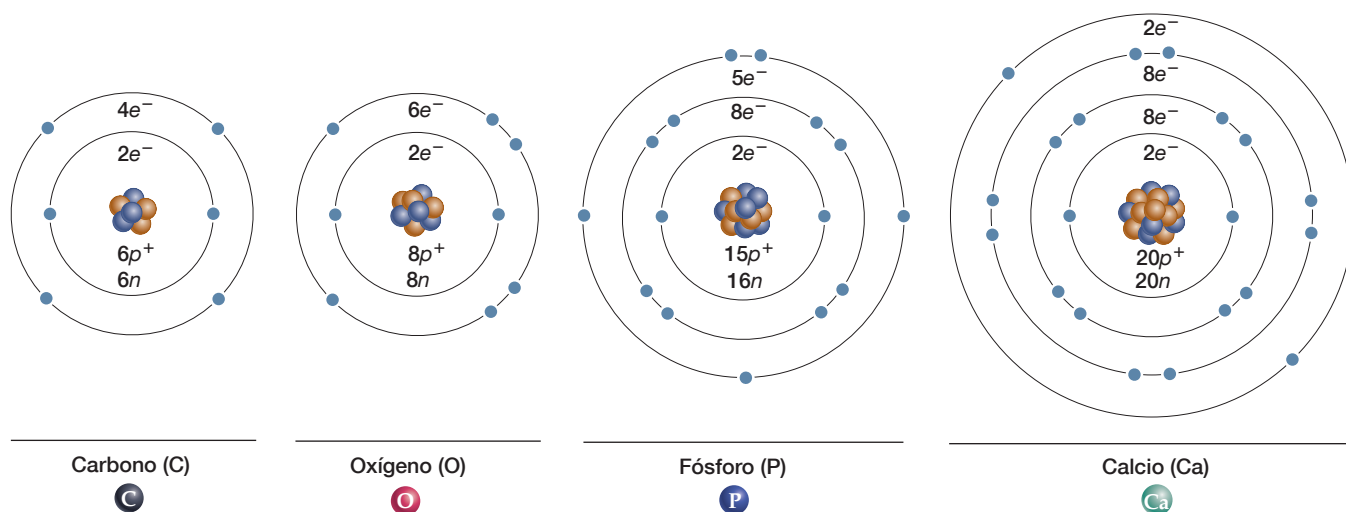 4e⁻
2e⁻
6p⁺
6n
Carbono (C)
C
6e⁻
2e⁻
8p⁺
8n
Oxígeno (O)
O
5e⁻
8e⁻
2e⁻
15p⁺
16n
Fósforo (P)
P
2e⁻
8e⁻
8e⁻
2e⁻
20p⁺
20n
Calcio (Ca)
Ca